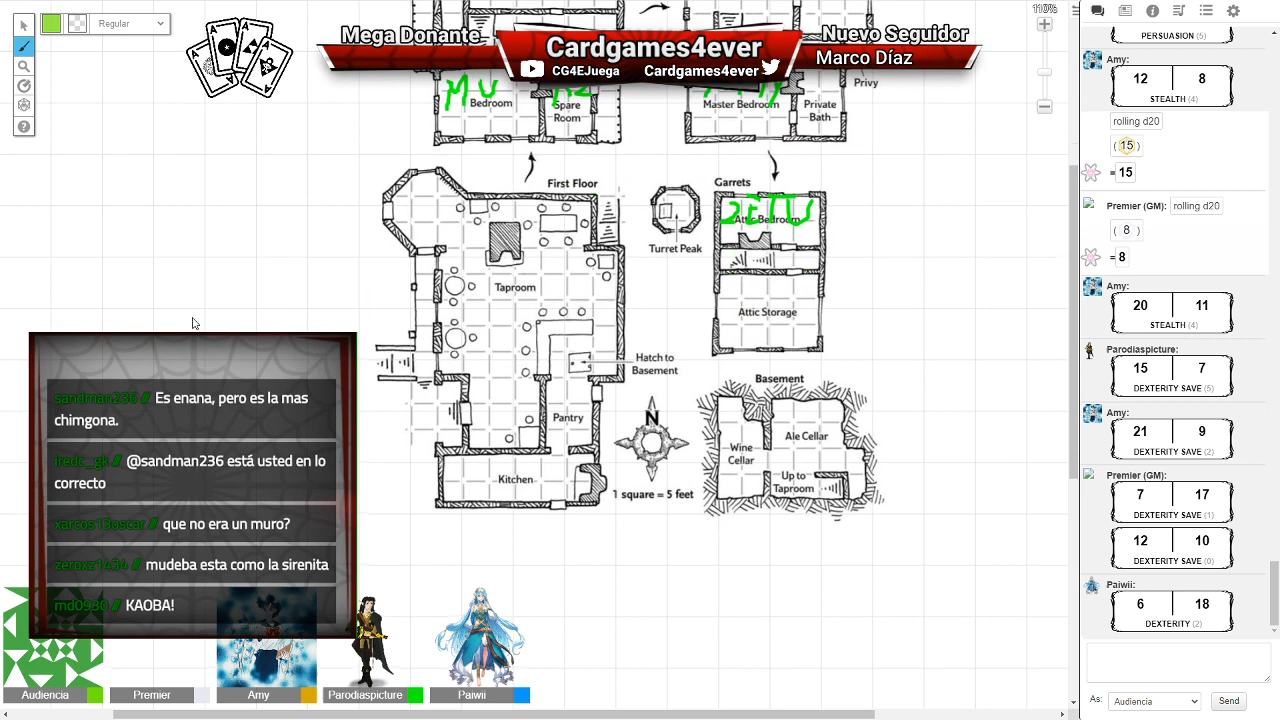 Regular
110%
Mega Donante
Cardgames4ever
CG4EJuega
Cardgames4ever
Nuevo Seguidor
Marco Díaz
MU
Bedroom
Spare
Room
Master Bedroom
Private
Bath
Privy
First Floor
Garrets
Attic Bedroom
Turret Peak
Taproom
Attic Storage
Hatch to
Basement
Basement
Pantry
N
Wine
Cellar
Ale Cellar
Up to
Taproom
Kitchen
1 square = 5 feet
sandman236 // Es enana, pero es la mas
chimgona.
fredc_gk // @sandman236 está usted en lo
correcto
xarcos13oscar // que no era un muro?
zeroxz1434 // mudeba esta como la sirenita
md0930 // KAOBA!
Audiencia
Premier
Amy
Parodiaspicture
Paiwii
PERSUASION (5)
Amy:
12 8
STEALTH (4)
rolling d20
(15)
=15
Premier (GM): rolling d20
( 8 )
=8
Amy:
20 11
STEALTH (4)
Parodiaspicture:
15 7
DEXTERITY SAVE (5)
Amy:
21 9
DEXTERITY SAVE (2)
Premier (GM):
7 17
DEXTERITY SAVE (1)
12 10
DEXTERITY SAVE (0)
Paiwii:
6 18
DEXTERITY (2)
As: Audiencia
Send